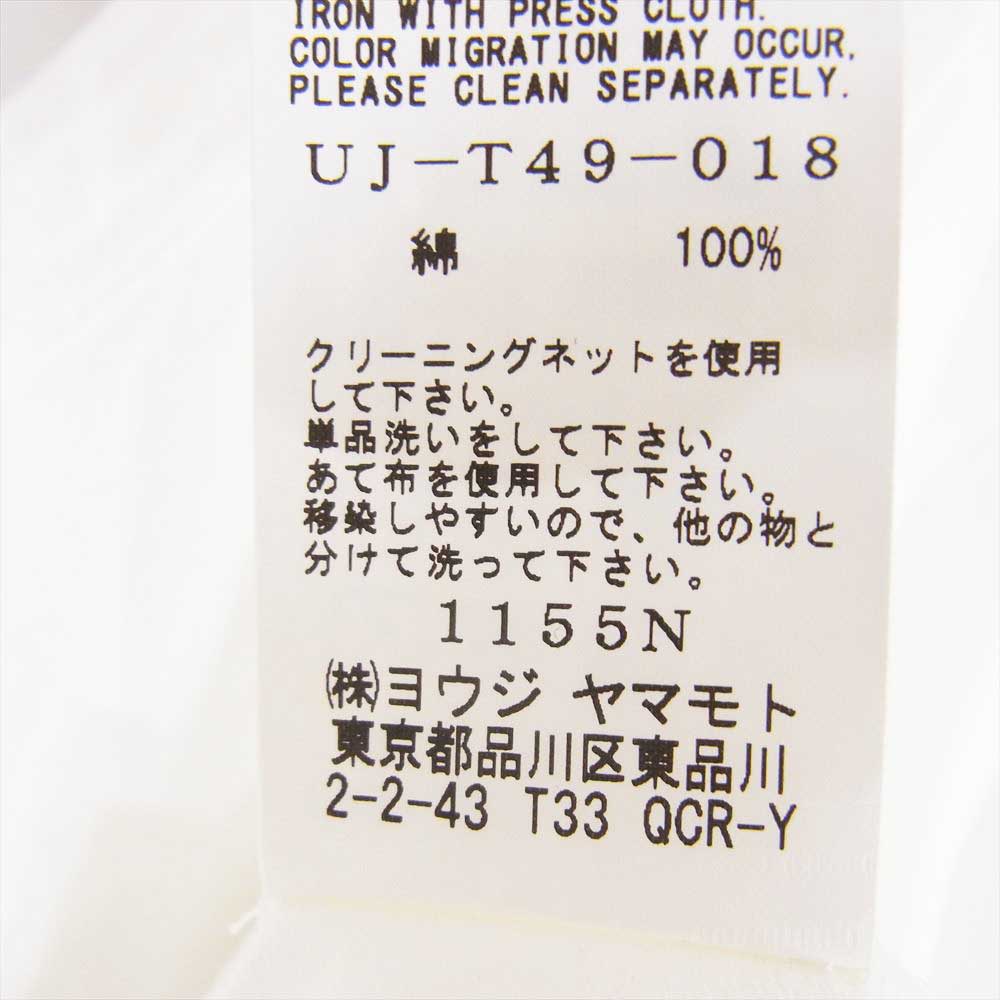 IRON WITH PRESS CLOTH.
COLOR MIGRATION MAY OCCUR,
PLEASE CLEAN SEPARATELY.
UJ-T49-018
綿 100%
クリーニングネットを使用
して下さい。
単品洗いをして下さい。
あて布を使用して下さい。
移染しやすいので、他の物と
分けて洗って下さい。
1155N
㈱ヨウジ ヤマモト
東京都品川区東品川
2-2-43 T33 QCR-Y